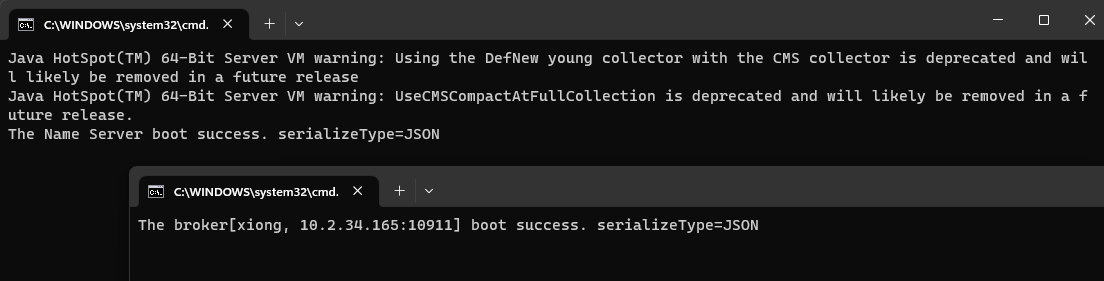 C:\WINDOWS\system32\cmd.
Java HotSpot(TM) 64-Bit Server VM warning: Using the DefNew young collector with the CMS collector is deprecated and wil
l likely be removed in a future release
Java HotSpot(TM) 64-Bit Server VM warning: UseCMSCompactAtFullCollection is deprecated and will likely be removed in a f
uture release.
The Name Server boot success. serializeType=JSON
C:\WINDOWS\system32\cmd.
The broker[xiong, 10.2.34.165:10911] boot success. serializeType=JSON